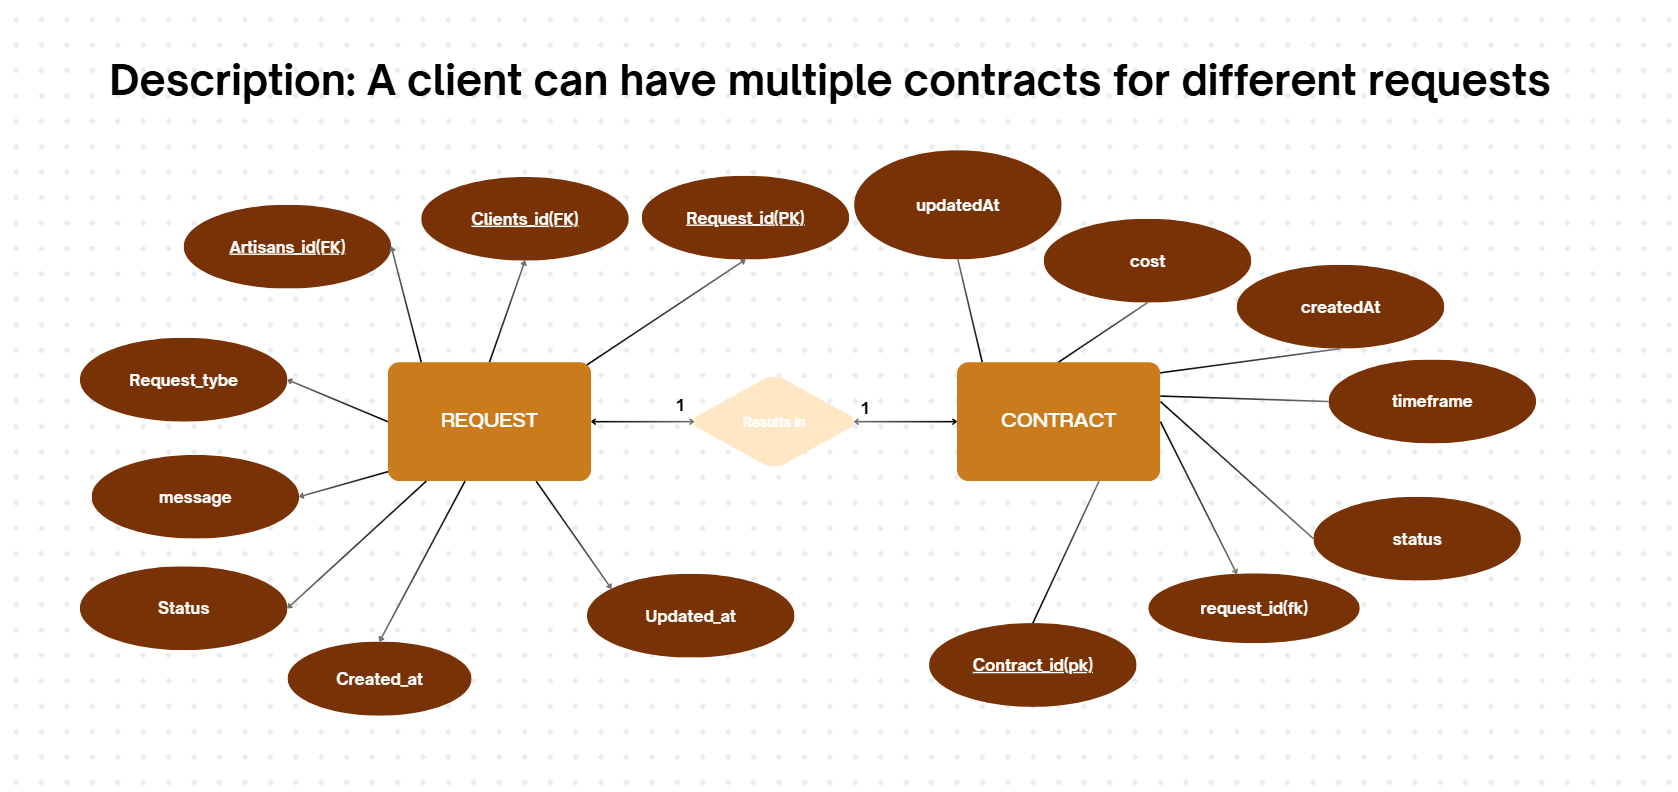 Description: A client can have multiple contracts for different requests
updatedAt
Clients_id(FK)
Request_id(PK)
Artisans_id(FK)
cost
createdAt
Request_tybe
timeframe
1
1
REQUEST
Results in
CONTRACT
message
status
Status
request_id(fk)
Updated_at
Contract_id(pk)
Created_at